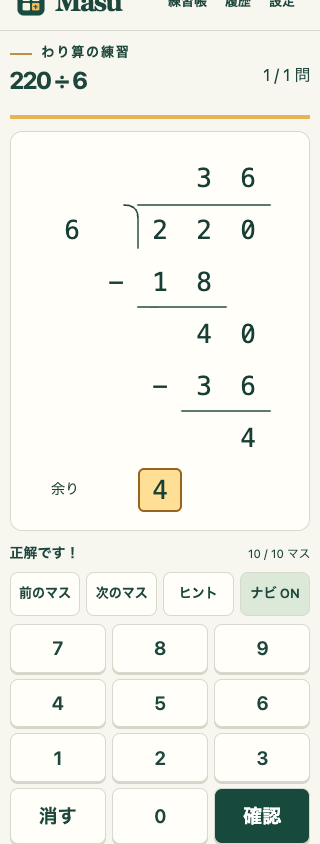 Masu 練習帳 履歴 設定
わり算の練習
220÷6 1/1問
3 6
6 2 2 0
− 1 8
4 0
− 3 6
4
余り 4
正解です！ 10/10 マス
前のマス 次のマス ヒント ナビ ON
7 8 9
4 5 6
1 2 3
消す 0 確認